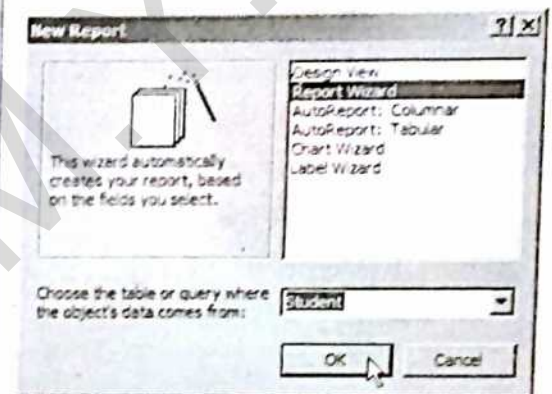 New Report
Design View
Report Wizard
AutoReport: Columnar
AutoReport: Tabular
Chart Wizard
Label Wizard
This wizard automatically
creates your report, based
on the fields you select.
Choose the table or query where
the object's data comes from:
Student
OK
Cancel